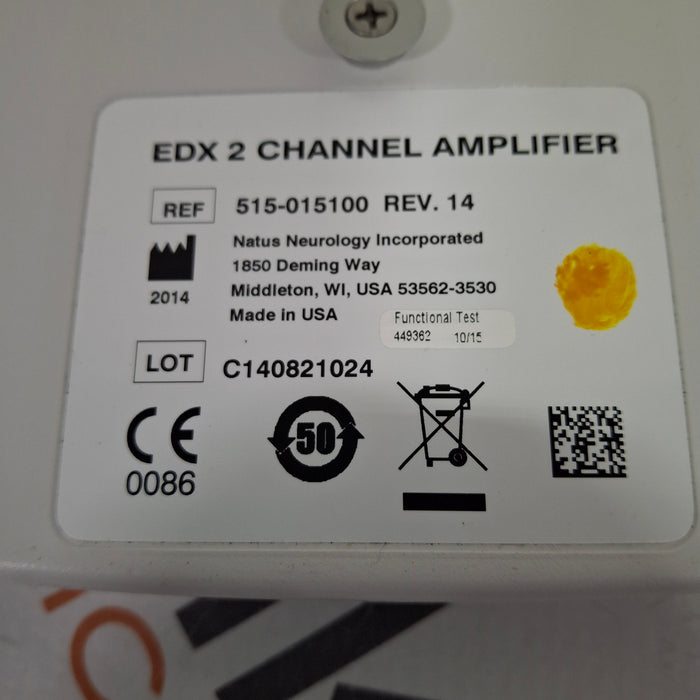 EDX 2 CHANNEL AMPLIFIER
REF 515-015100 REV. 14
Natus Neurology Incorporated
1850 Deming Way
Middleton, WI, USA 53562-3530
Made in USA
2014
Functional Test
449362 10/15
LOT C140821024
CE
0086
50